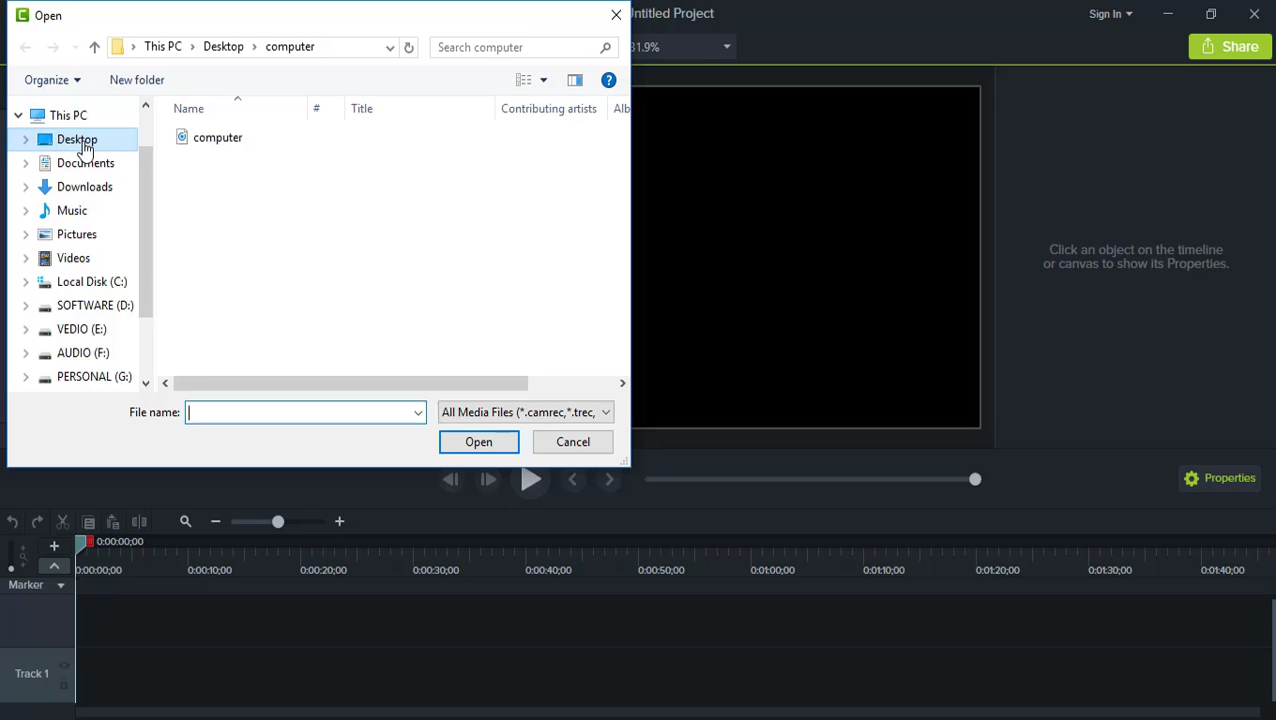 Open
Untitled Project
Sign In
This PC > Desktop > computer
Search computer
31.9%
Share
Organize
New folder
Name
#
Title
Contributing artists
Alb
This PC
Desktop
Documents
Downloads
Music
Pictures
Videos
Local Disk (C:)
SOFTWARE (D:)
VEDIO (E:)
AUDIO (F:)
PERSONAL (G:)
computer
Click an object on the timeline
or canvas to show its Properties.
File name:
All Media Files (*.camrec,*.trec,
Open
Cancel
Properties
0:00:00;00
0:00:00;00 0:00:10;00 0:00:20;00 0:00:30;00 0:00:40;00 0:00:50;00 0:01:00;00 0:01:10;00 0:01:20;00 0:01:30;00 0:01:40;00
Marker
Track 1